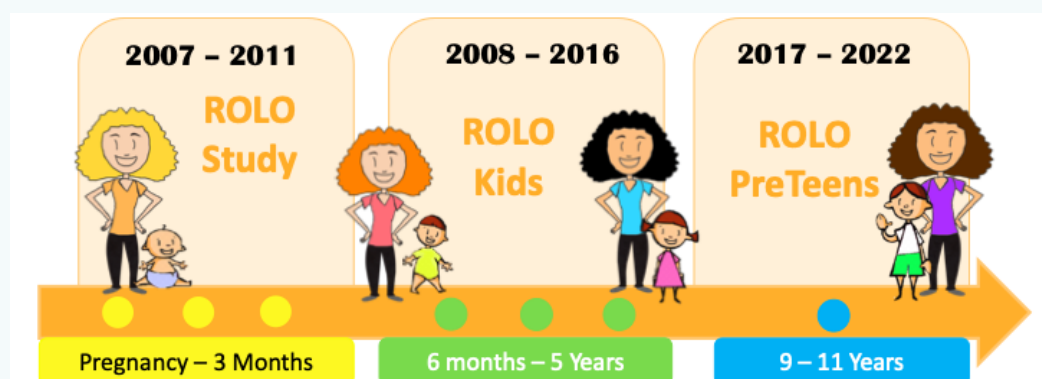 2007 – 2011
ROLO
Study
Pregnancy – 3 Months
2008 – 2016
ROLO
Kids
6 months – 5 Years
2017 – 2022
ROLO
PreTeens
9 – 11 Years